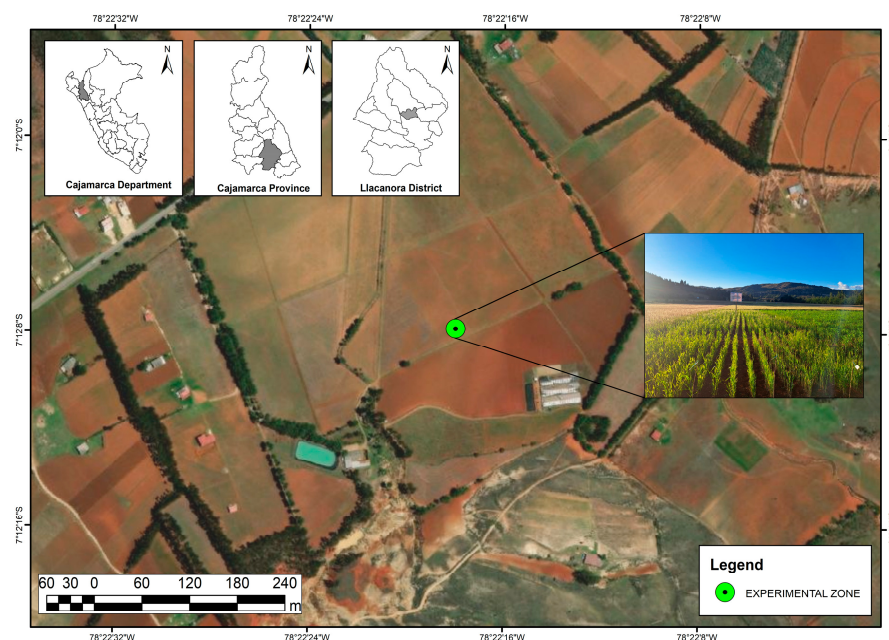 78°22'32"W 78°22'24"W 78°22'16"W 78°22'8"W
N N N
Cajamarca Department Cajamarca Province Llacanora District
7°12'0"S
7°12'8"S
7°12'16"S
60 30 0 60 120 180 240
m
Legend
EXPERIMENTAL ZONE
78°22'32"W 78°22'24"W 78°22'16"W 78°22'8"W